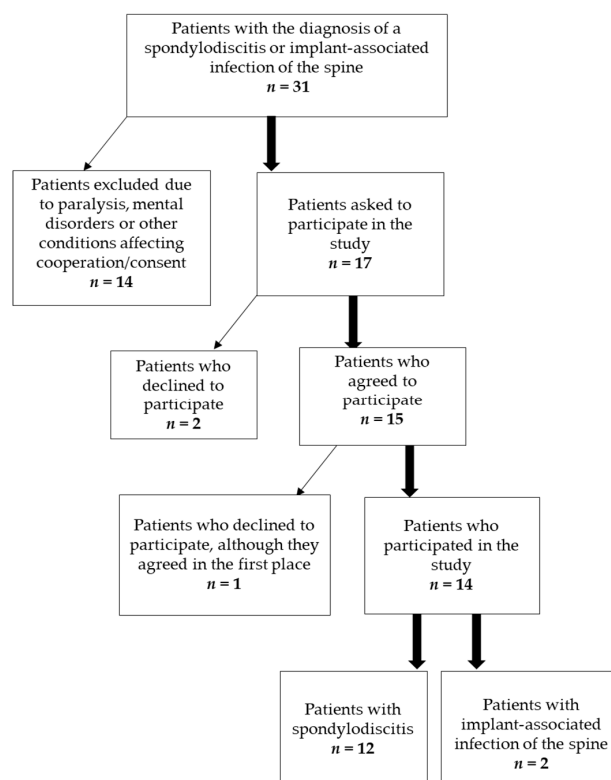 Patients with the diagnosis of a
spondylodiscitis or implant-associated
infection of the spine
n = 31
Patients excluded due
to paralysis, mental
disorders or other
conditions affecting
cooperation/consent
n = 14
Patients asked to
participate in the
study
n = 17
Patients who
declined to
participate
n = 2
Patients who
agreed to
participate
n = 15
Patients who declined to
participate, although they
agreed in the first place
n = 1
Patients who
participated in the
study
n = 14
Patients with
spondylodiscitis
n = 12
Patients with
implant-associated
infection of the spine
n = 2